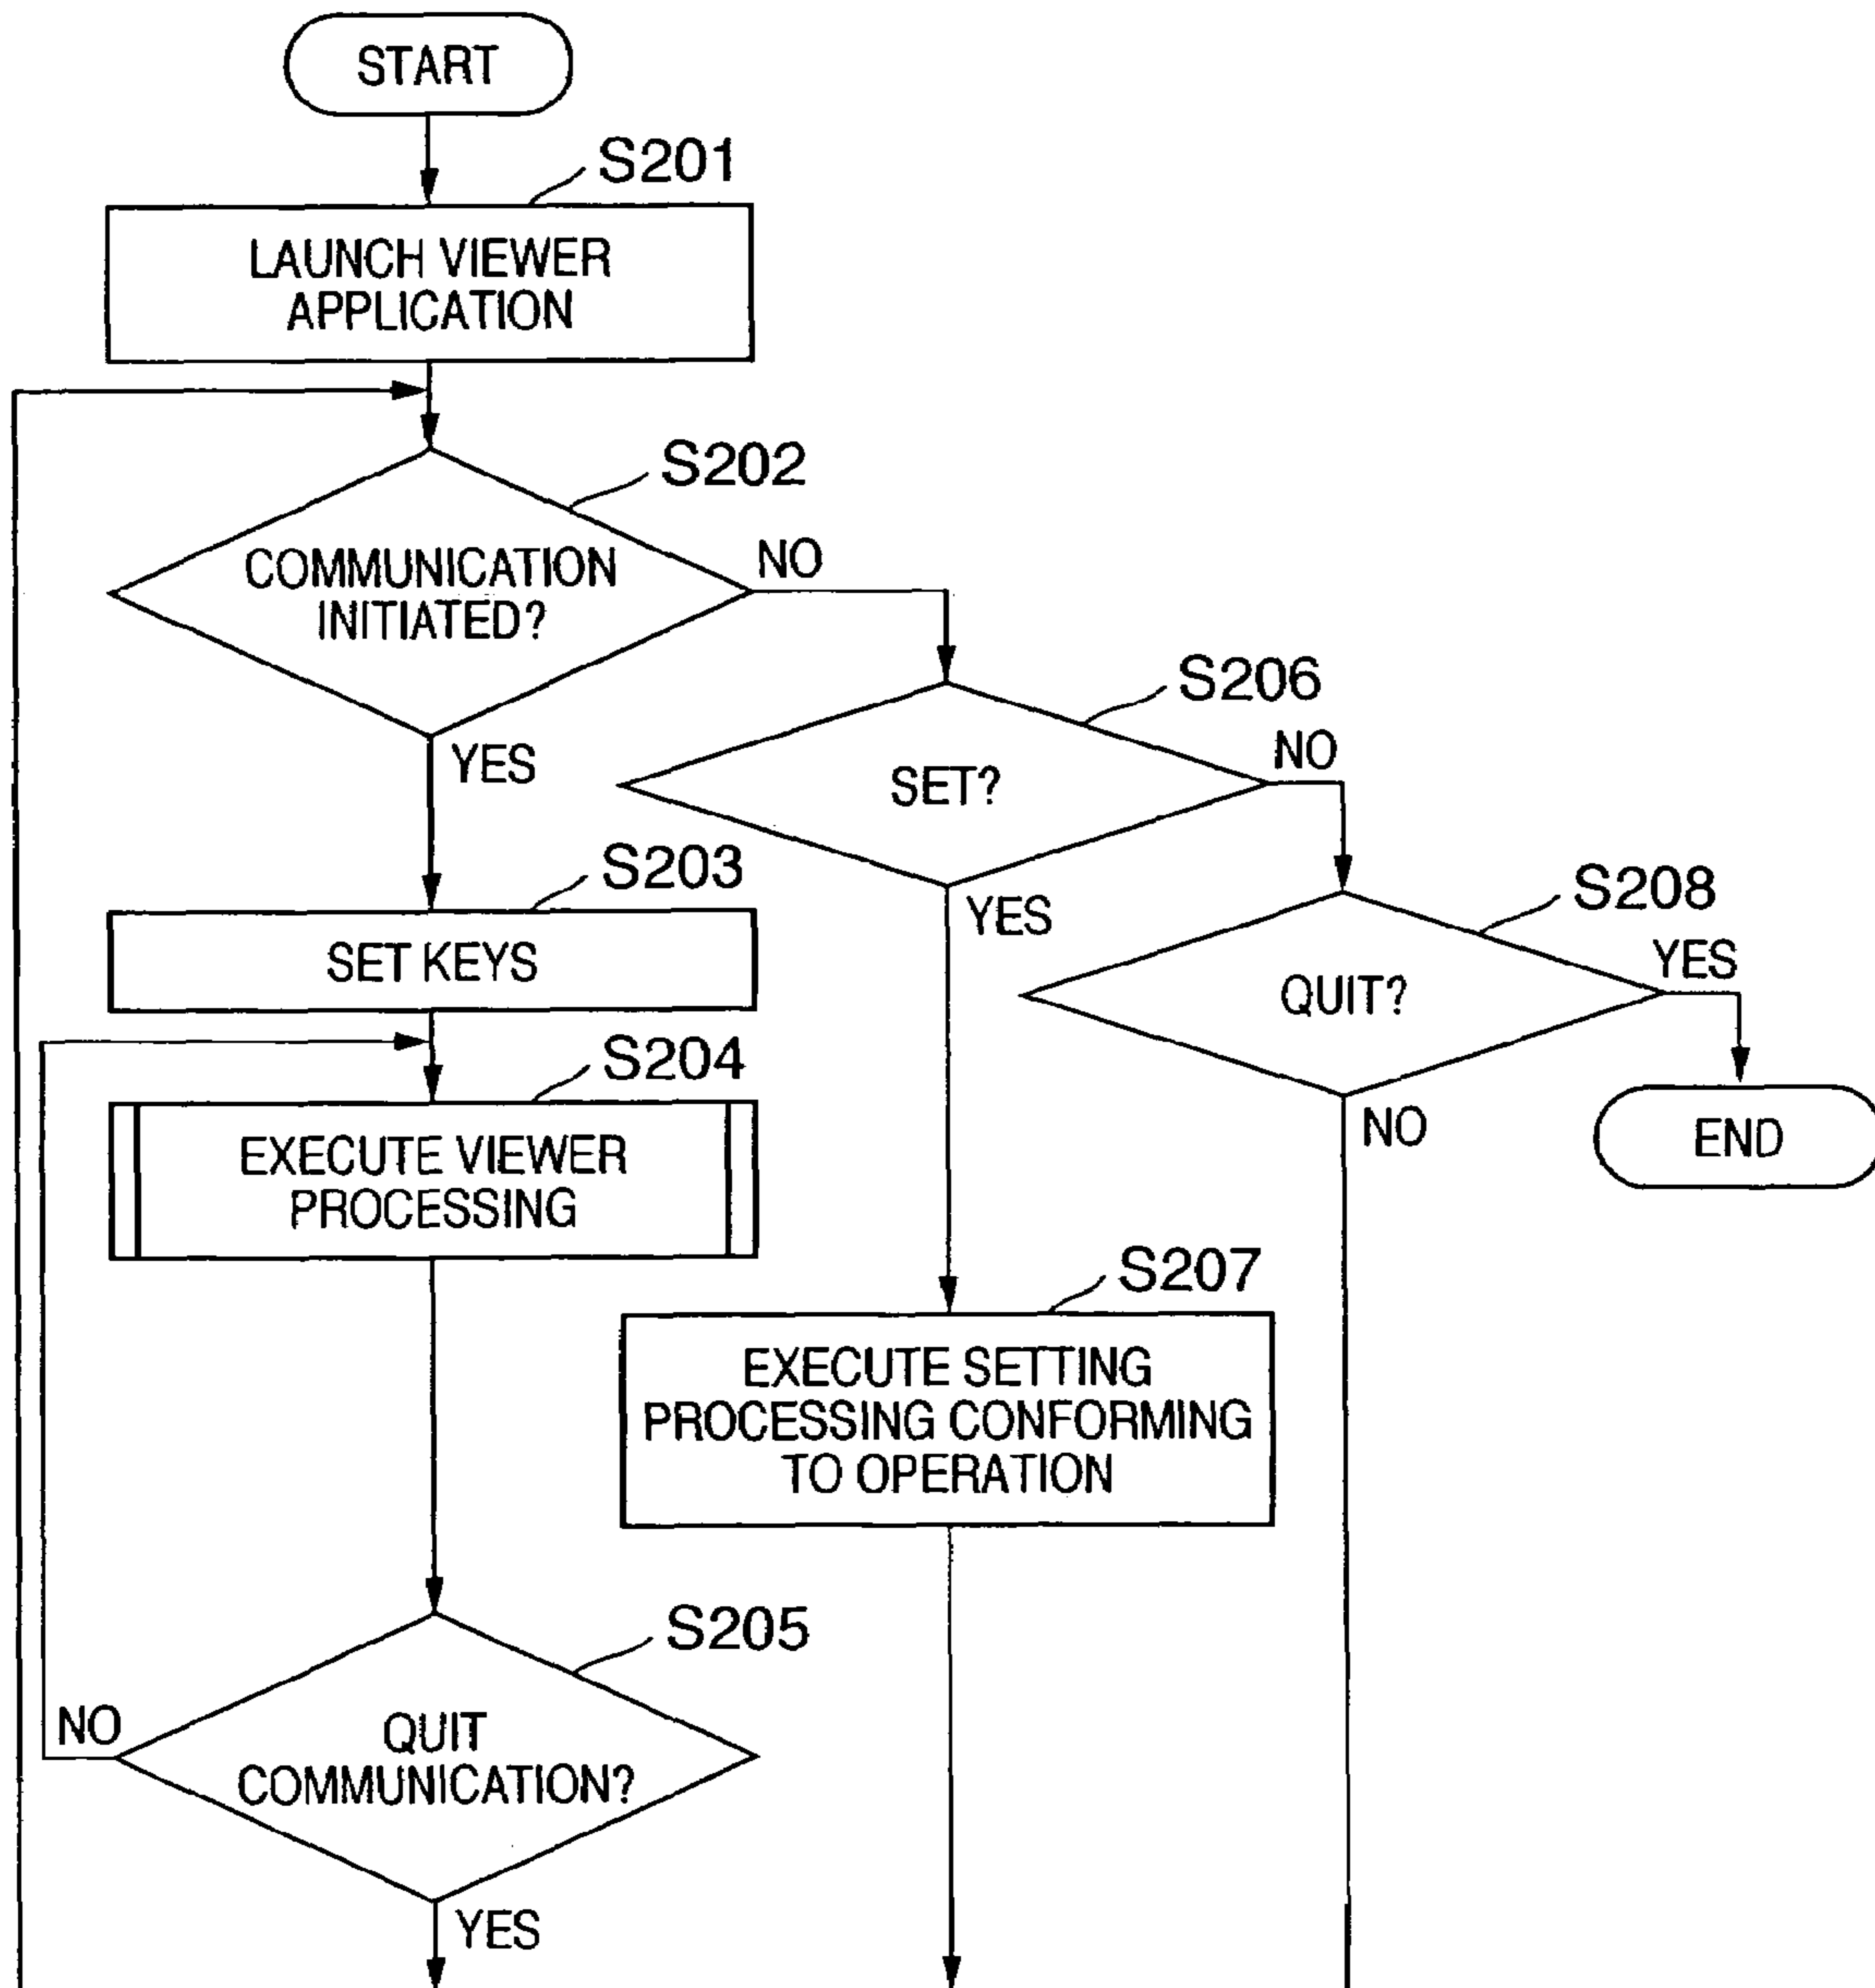 START
S201
LAUNCH VIEWER
APPLICATION
S202
COMMUNICATION
INITIATED?
NO
YES
S206
SET?
NO
YES
S203
SET KEYS
S208
QUIT?
YES
NO
END
S204
EXECUTE VIEWER
PROCESSING
S207
EXECUTE SETTING
PROCESSING CONFORMING
TO OPERATION
S205
QUIT
COMMUNICATION?
NO
YES